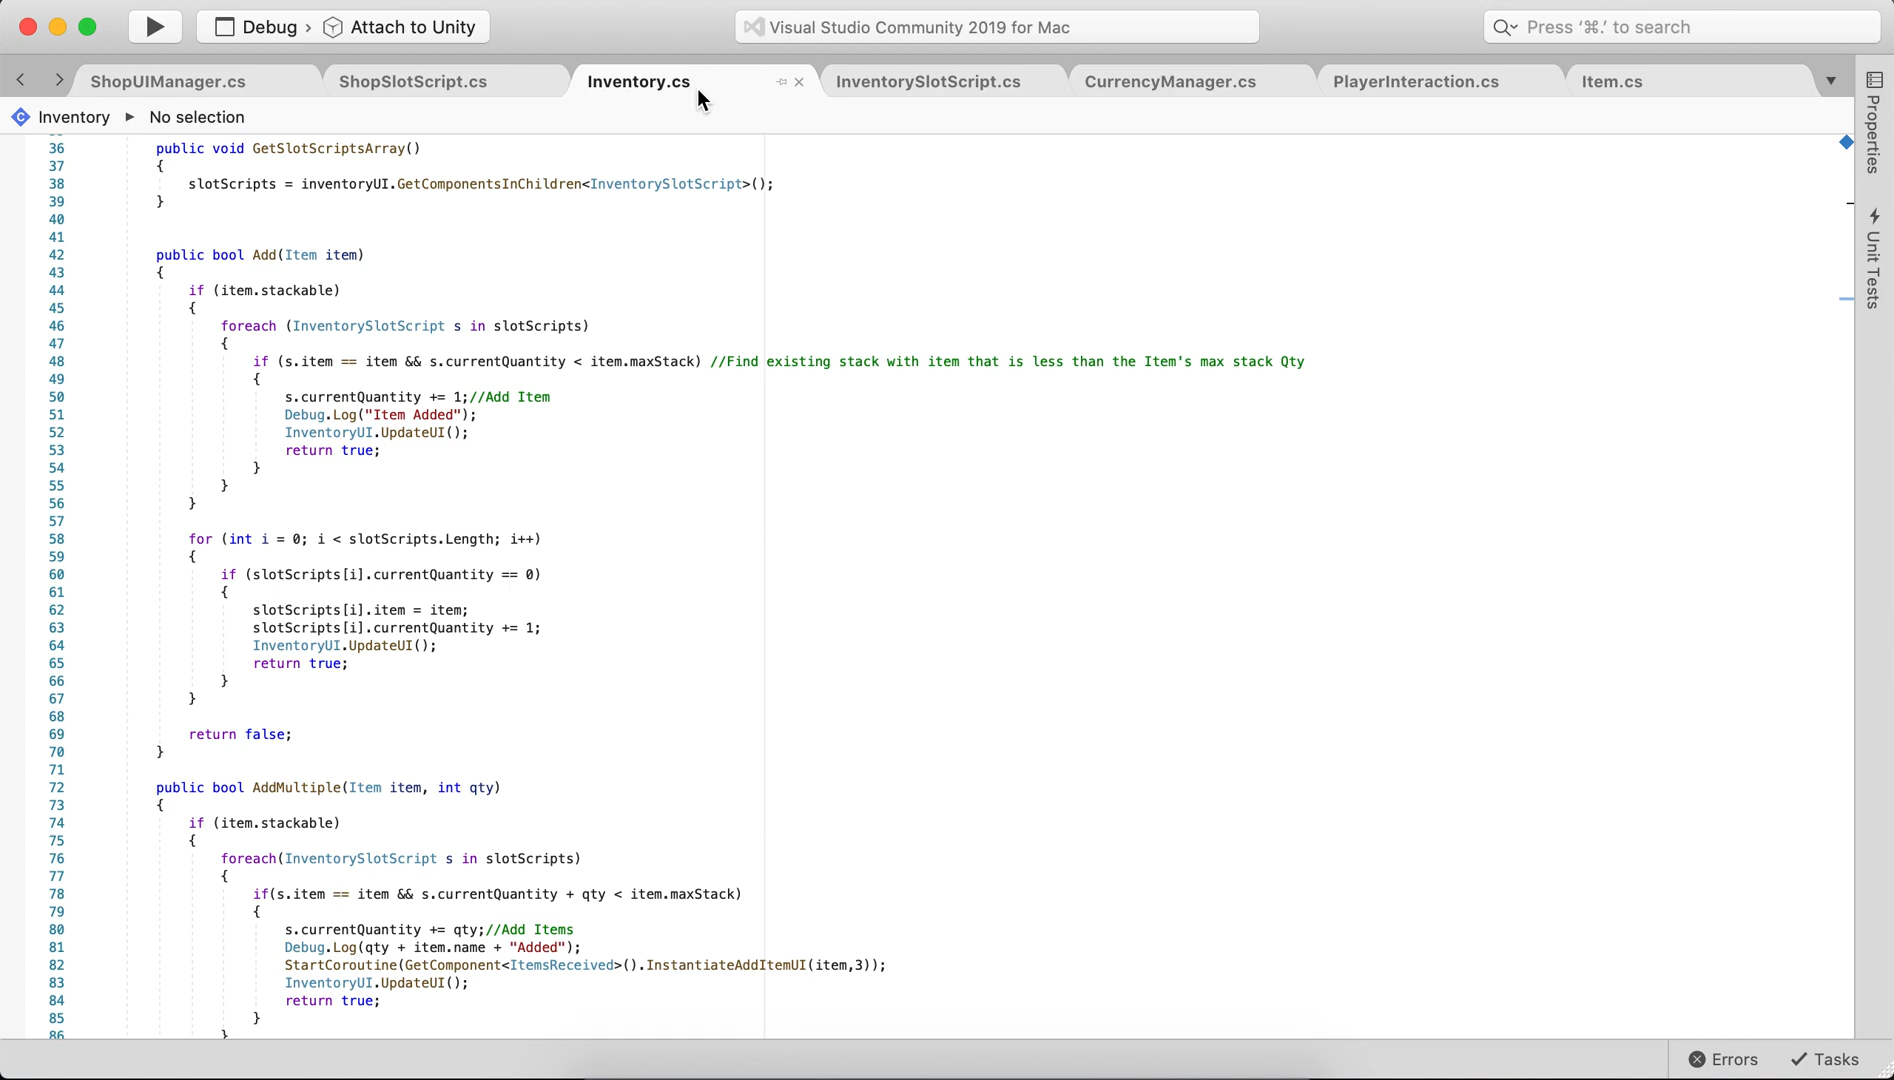 Debug › Attach to Unity
Visual Studio Community 2019 for Mac
Press ‘⌘.’ to search
ShopUIManager.cs
ShopSlotScript.cs
Inventory.cs
InventorySlotScript.cs
CurrencyManager.cs
PlayerInteraction.cs
Item.cs
Inventory ▶ No selection
36 public void GetSlotScriptsArray()
37 {
38 slotScripts = inventoryUI.GetComponentsInChildren<InventorySlotScript>();
39 }
40
41
42 public bool Add(Item item)
43 {
44 if (item.stackable)
45 {
46 foreach (InventorySlotScript s in slotScripts)
47 {
48 if (s.item == item && s.currentQuantity < item.maxStack) //Find existing stack with item that is less than the Item's max stack Qty
49 {
50 s.currentQuantity += 1;//Add Item
51 Debug.Log("Item Added");
52 InventoryUI.UpdateUI();
53 return true;
54 }
55 }
56 }
57
58 for (int i = 0; i < slotScripts.Length; i++)
59 {
60 if (slotScripts[i].currentQuantity == 0)
61 {
62 slotScripts[i].item = item;
63 slotScripts[i].currentQuantity += 1;
64 InventoryUI.UpdateUI();
65 return true;
66 }
67 }
68
69 return false;
70 }
71
72 public bool AddMultiple(Item item, int qty)
73 {
74 if (item.stackable)
75 {
76 foreach(InventorySlotScript s in slotScripts)
77 {
78 if(s.item == item && s.currentQuantity + qty < item.maxStack)
79 {
80 s.currentQuantity += qty;//Add Items
81 Debug.Log(qty + item.name + "Added");
82 StartCoroutine(GetComponent<ItemsReceived>().InstantiateAddItemUI(item,3));
83 InventoryUI.UpdateUI();
84 return true;
85 }
86 }
Properties
Unit Tests
Errors
Tasks